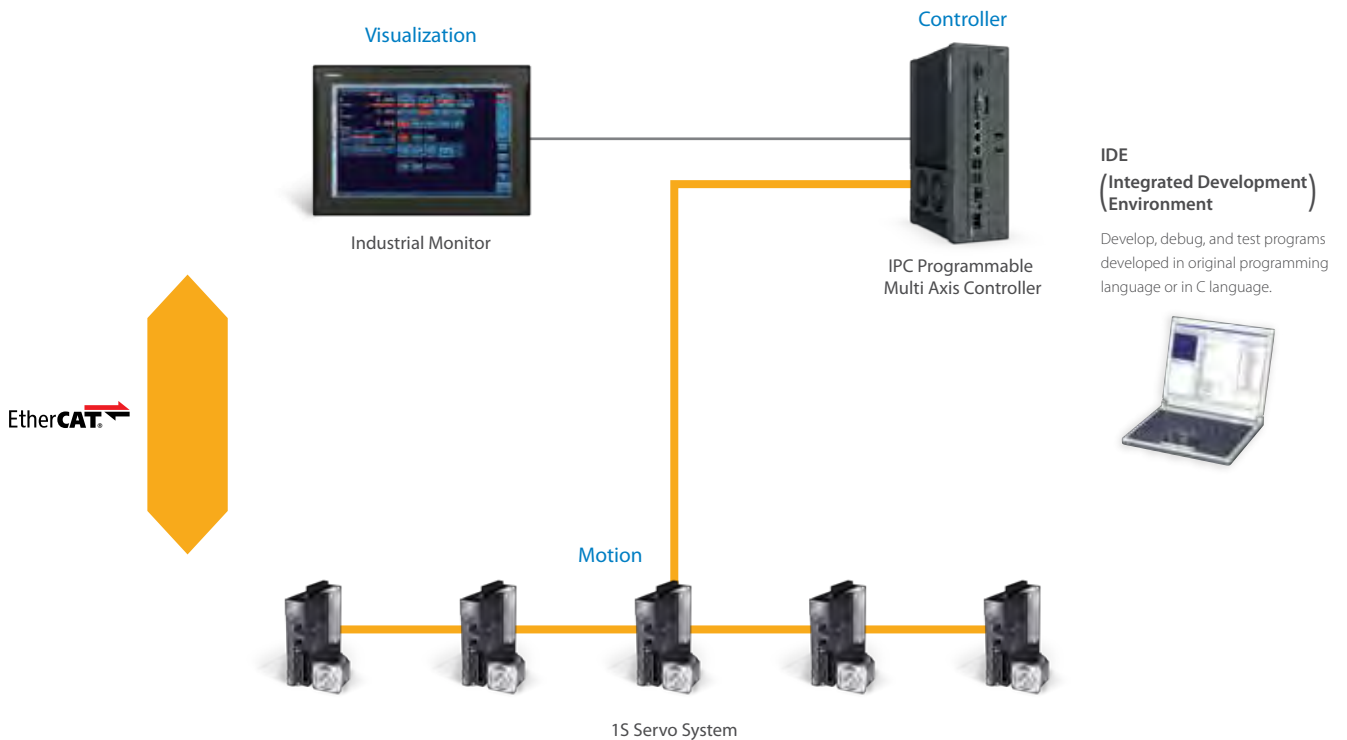 Visualization
Controller
Industrial Monitor
IPC Programmable
Multi Axis Controller
IDE
(Integrated Development
Environment)
Develop, debug, and test programs
developed in original programming
language or in C language.
EtherCAT®
Motion
1S Servo System